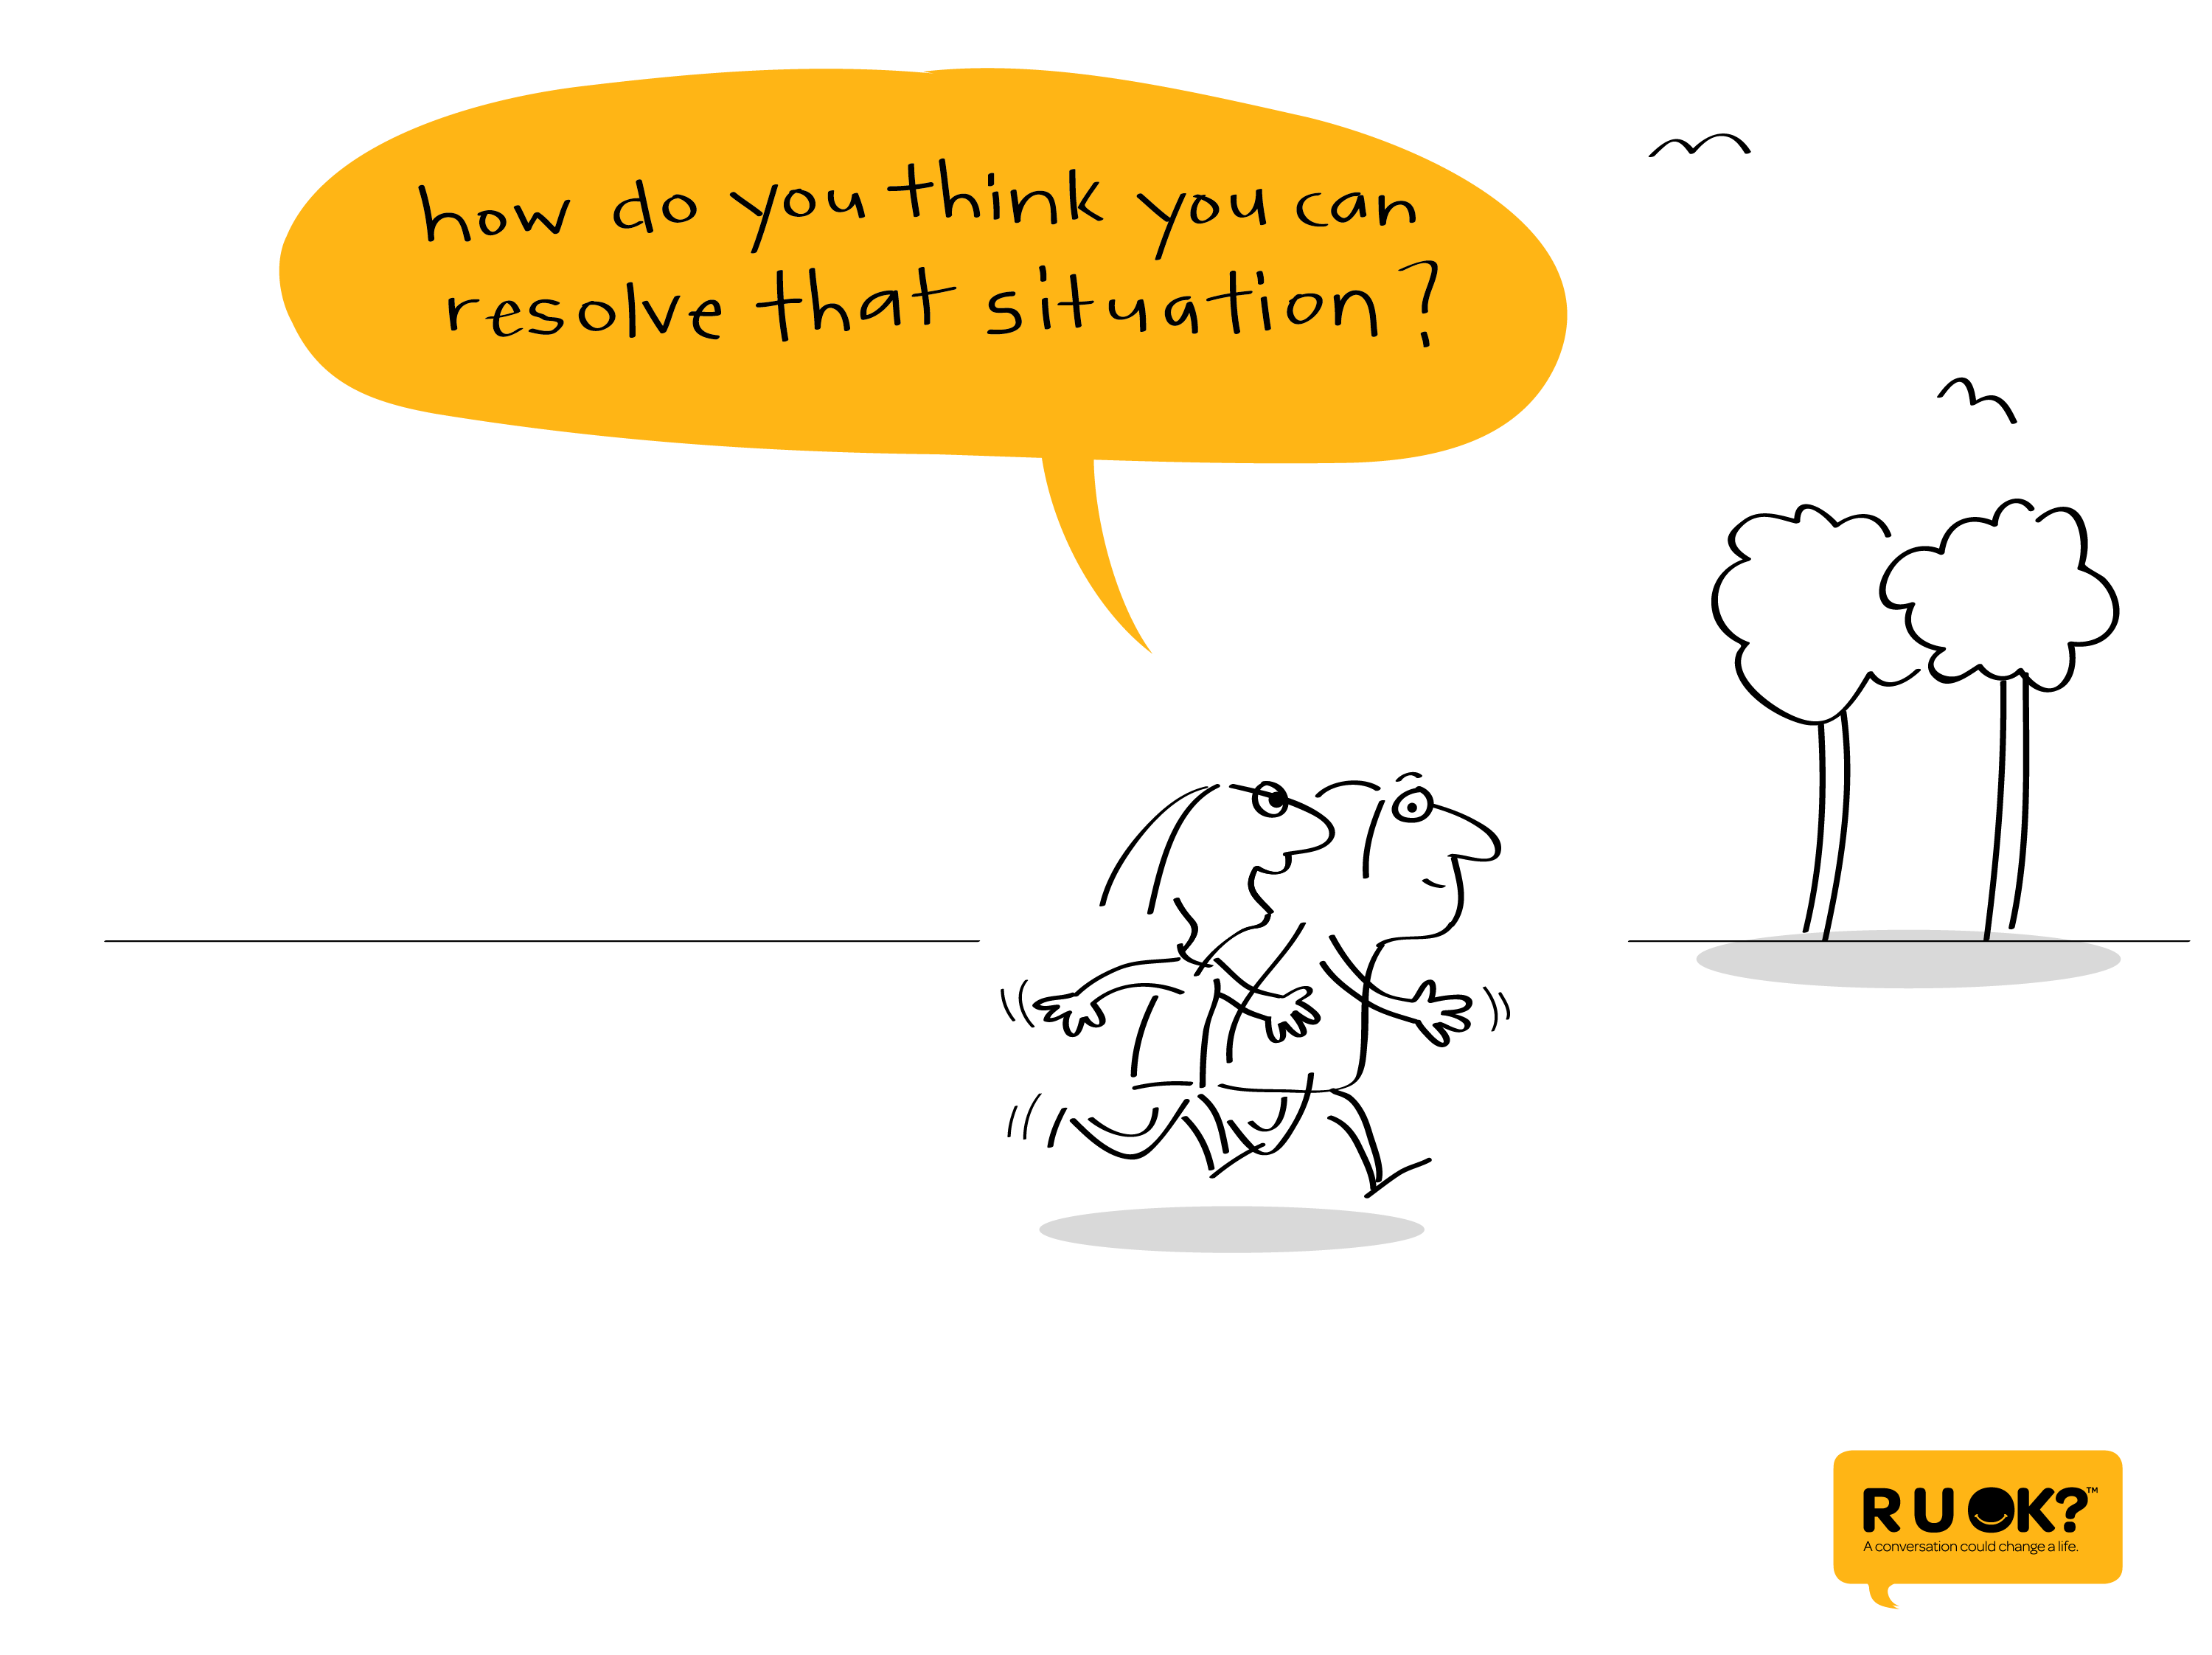 how do you think you can
resolve that situation?
R U OK?™
A conversation could change a life.